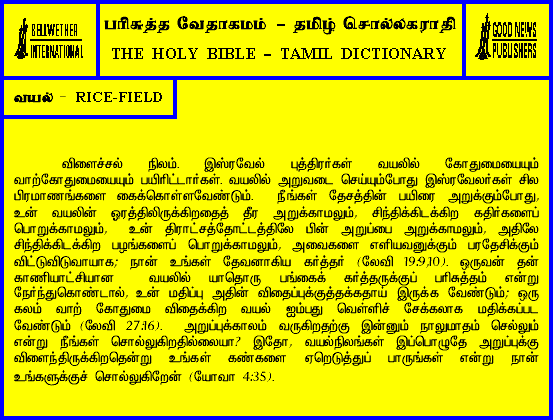 BELLWETHER
INTERNATIONAL
பரிசுத்த வேதாகமம் - தமிழ் சொல்லகராதி
THE HOLY BIBLE - TAMIL DICTIONARY
GOOD NEWS
PUBLISHERS
வயல் - RICE-FIELD
விளைச்சல் நிலம். இஸ்ரவேல் புத்திரர்கள் வயலில் கோதுமையையும்
வாற்கோதுமையையும் பயிரிட்டார்கள். வயலில் அறுவடை செய்யும்போது இஸ்ரவேலர்கள் சில
பிரமாணங்களை கைக்கொள்ளவேண்டும். நீங்கள் தேசத்தின் பயிரை அறுக்கும்போது,
உன் வயலின் ஓரத்திலிருக்கிறதைத் தீர அறுக்காமலும், சிந்திக்கிடக்கிற கதிர்களைப்
பொறுக்காமலும், உன் திராட்சத்தோட்டத்திலே பின் அறுப்பை அறுக்காமலும், அதிலே
சிந்திக்கிடக்கிற பழங்களைப் பொறுக்காமலும், அவைகளை எளியவனுக்கும் பரதேசிக்கும்
விட்டுவிடுவாயாக; நான் உங்கள் தேவனாகிய கர்த்தர் (லேவி 19:9,10). ஒருவன் தன்
காணியாட்சியான வயலில் யாதொரு பங்கைக் கர்த்தருக்குப் பரிசுத்தம் என்று
நேர்ந்துகொண்டால், உன் மதிப்பு அதின் விதைப்புக்குத்தக்கதாய் இருக்க வேண்டும்; ஒரு
கலம் வாற் கோதுமை விதைக்கிற வயல் ஐம்பது வெள்ளிச் சேக்கலாக மதிக்கப்பட
வேண்டும் (லேவி 27:16). அறுப்புக்காலம் வருகிறதற்கு இன்னும் நாலுமாதம் செல்லும்
என்று நீங்கள் சொல்லுகிறதில்லையா? இதோ, வயல்நிலங்கள் இப்பொழுதே அறுப்புக்கு
விளைந்திருக்கிறதென்று உங்கள் கண்களை ஏறெடுத்துப் பாருங்கள் என்று நான்
உங்களுக்குச் சொல்லுகிறேன் (யோவா 4:35).